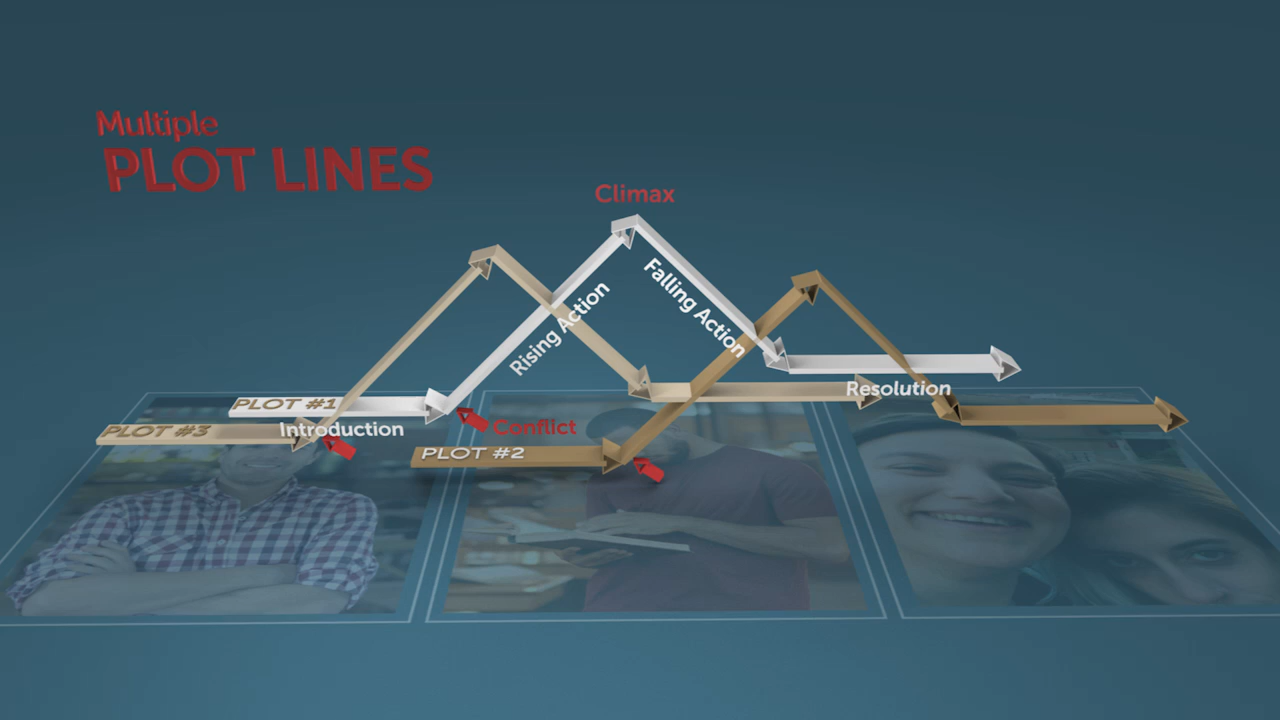 Multiple
PLOT LINES
Climax
Rising Action
Falling Action
Resolution
PLOT #1
Introduction
Conflict
PLOT #3
PLOT #2